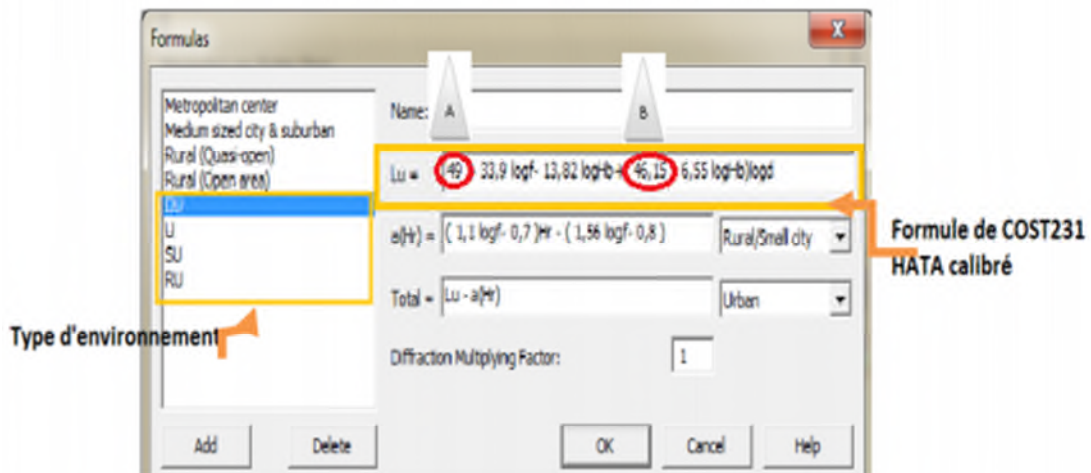 Formulas
X
Metropolitan center
Medium sized city & suburban
Rural (Quasi-open)
Rural (Open area)
DU
U
SU
RU
Name:
A
B
Lu =
49 33,9 logf- 13,82 logHb 46,15 6,55 logHb)logd
a(Hr) =
( 1,1 logf- 0,7 )Hr - ( 1,56 logf- 0,8 )
Rural/Small city
Total =
Lu - a(Hr)
Urban
Diffraction Multiplying Factor:
1
Add
Delete
OK
Cancel
Help
Type d'environnement
Formule de COST231
HATA calibré